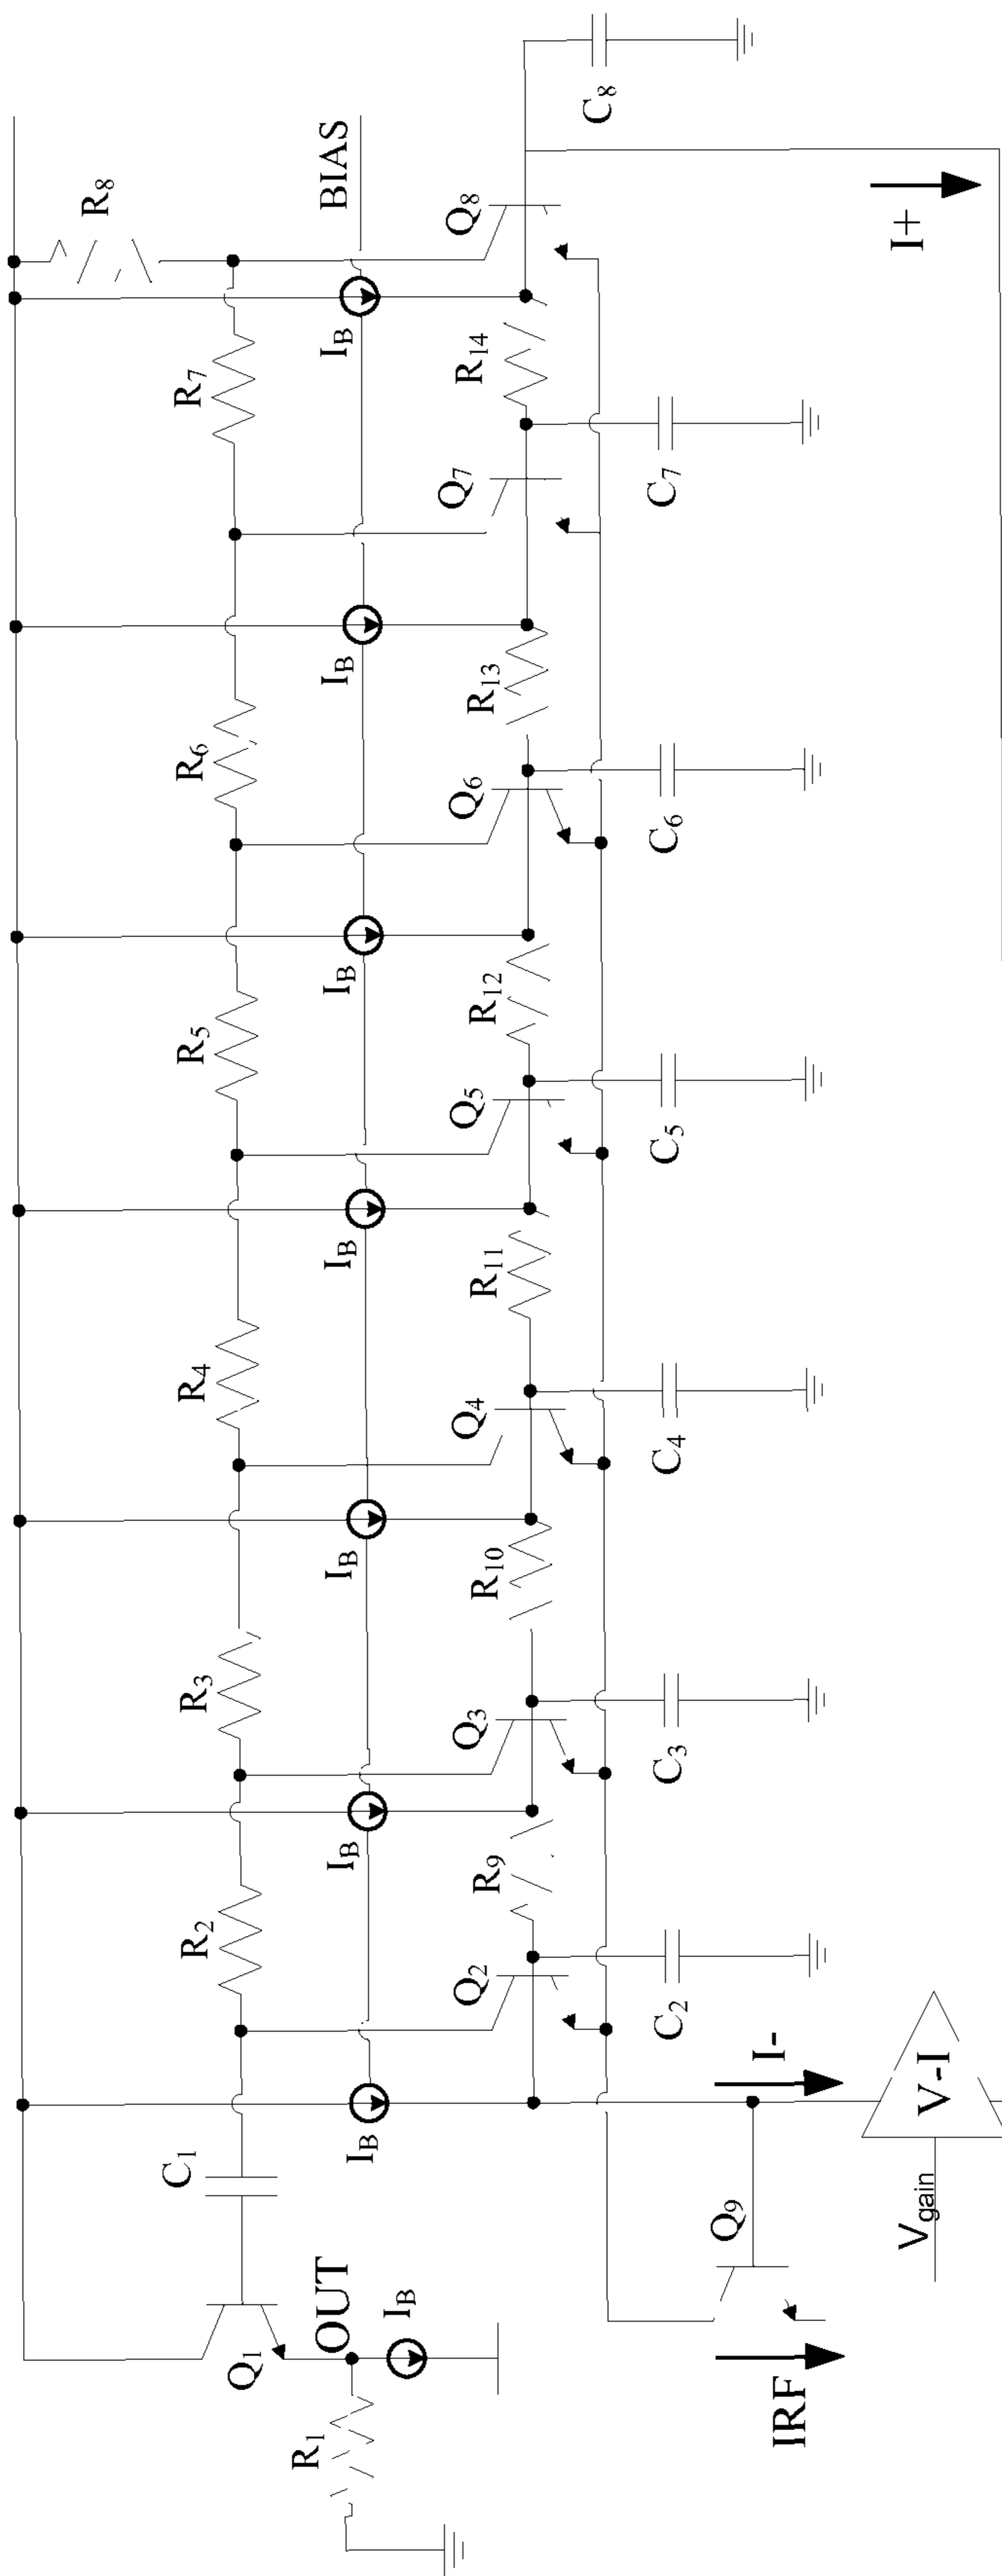 R8
BIAS
C8
Q8
I+
IB
R7
R14
Q7
C7
IB
R13
R6
Q6
C6
IB
R12
R5
Q5
C5
IB
R11
R4
Q4
C4
IB
R10
R3
Q3
C3
IB
R9
R2
Q2
C2
I-
V-I
C1
IB
Vgain
Q9
OUT
IB
Q1
IRF
R1